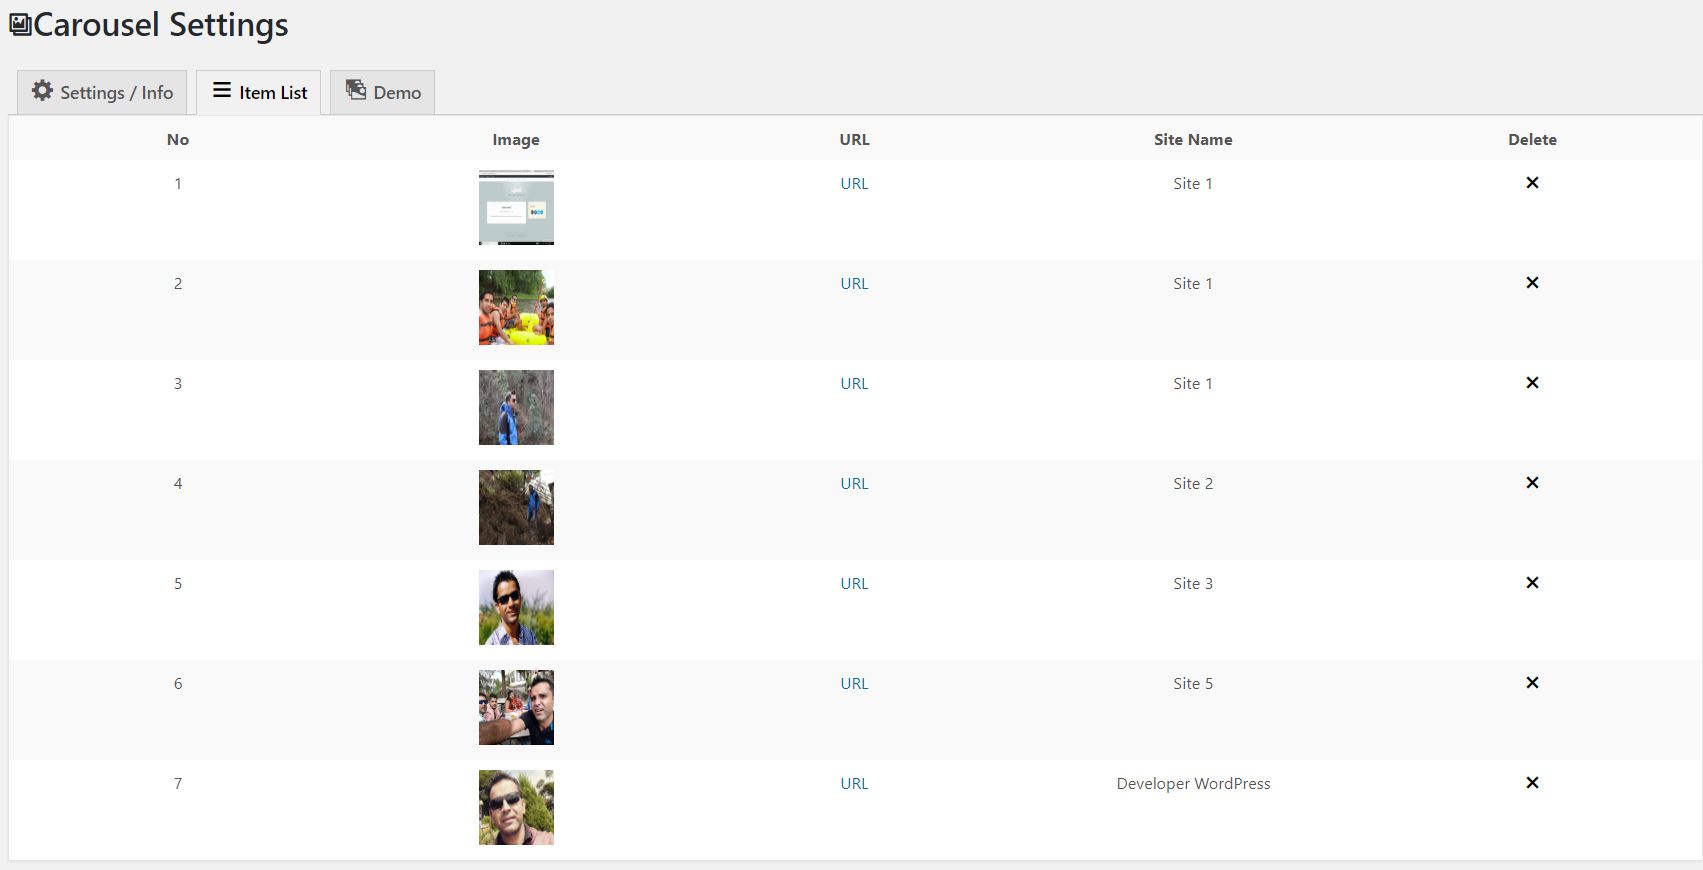 Carousel Settings
Settings / Info Item List Demo
No Image URL Site Name Delete
1 URL Site 1
2 URL Site 1
3 URL Site 1
4 URL Site 2
5 URL Site 3
6 URL Site 5
7 URL Developer WordPress